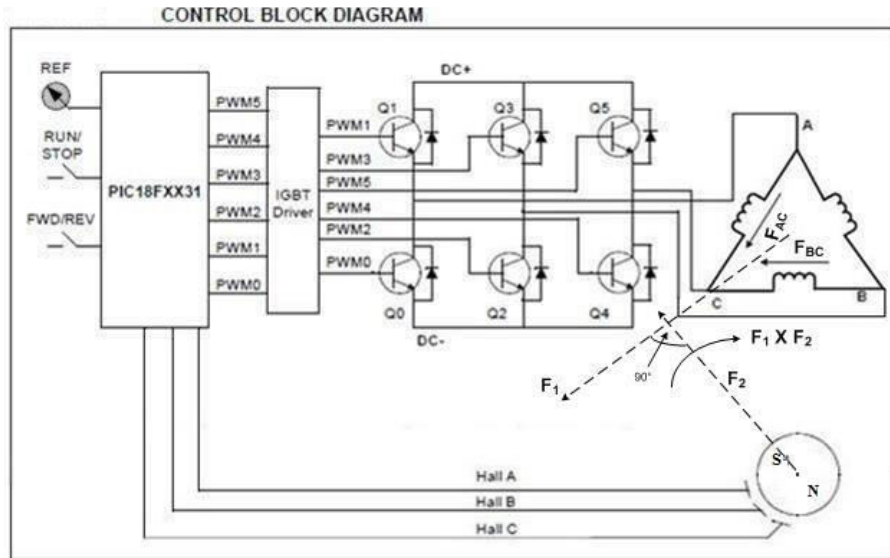 CONTROL BLOCK DIAGRAM
REF
RUN/
STOP
FWD/REV
PIC18FXX31
PWM5
PWM4
PWM3
PWM2
PWM1
PWM0
IGBT
Driver
PWM1
PWM3
PWM5
PWM4
PWM2
PWM0
DC+
Q1
Q3
Q5
Q0
Q2
Q4
DC-
A
F_AC
F_BC
C
B
F₁ X F₂
F₁
90°
F₂
S
N
Hall A
Hall B
Hall C